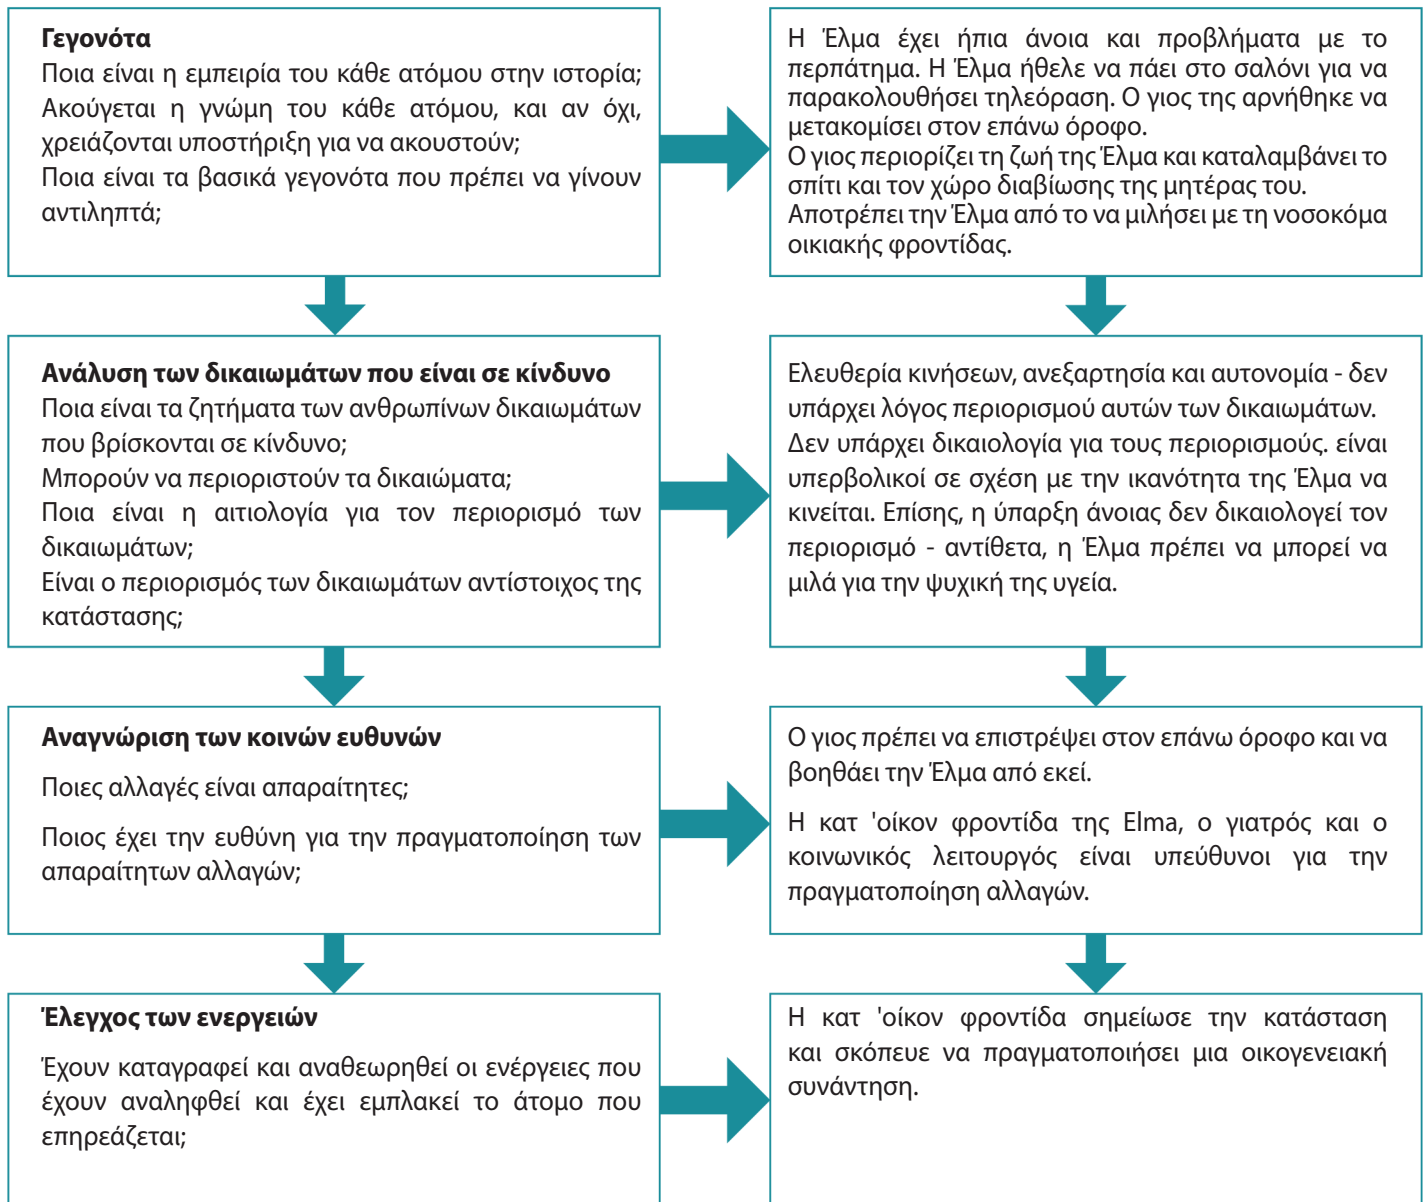 Γεγονότα
Ποια είναι η εμπειρία του κάθε ατόμου στην ιστορία;
Ακούγεται η γνώμη του κάθε ατόμου, και αν όχι,
χρειάζονται υποστήριξη για να ακουστούν;
Ποια είναι τα βασικά γεγονότα που πρέπει να γίνουν
αντιληπτά;
Η Έλμα έχει ήπια άνοια και προβλήματα με το
περπάτημα. Η Έλμα ήθελε να πάει στο σαλόνι για να
παρακολουθήσει τηλεόραση. Ο γιος της αρνήθηκε να
μετακομίσει στον επάνω όροφο.
Ο γιος περιορίζει τη ζωή της Έλμα και καταλαμβάνει το
σπίτι και τον χώρο διαβίωσης της μητέρας του.
Αποτρέπει την Έλμα από το να μιλήσει με τη νοσοκόμα
οικιακής φροντίδας.
Ανάλυση των δικαιωμάτων που είναι σε κίνδυνο
Ποια είναι τα ζητήματα των ανθρωπίνων δικαιωμάτων
που βρίσκονται σε κίνδυνο;
Μπορούν να περιοριστούν τα δικαιώματα;
Ποια είναι η αιτιολογία για τον περιορισμό των
δικαιωμάτων;
Είναι ο περιορισμός των δικαιωμάτων αντίστοιχος της
κατάστασης;
Ελευθερία κινήσεων, ανεξαρτησία και αυτονομία - δεν
υπάρχει λόγος περιορισμού αυτών των δικαιωμάτων.
Δεν υπάρχει δικαιολογία για τους περιορισμούς. είναι
υπερβολικοί σε σχέση με την ικανότητα της Έλμα να
κινείται. Επίσης, η ύπαρξη άνοιας δεν δικαιολογεί τον
περιορισμό - αντίθετα, η Έλμα πρέπει να μπορεί να
μιλά για την ψυχική της υγεία.
Αναγνώριση των κοινών ευθυνών
Ποιες αλλαγές είναι απαραίτητες;
Ποιος έχει την ευθύνη για την πραγματοποίηση των
απαραίτητων αλλαγών;
Ο γιος πρέπει να επιστρέψει στον επάνω όροφο και να
βοηθάει την Έλμα από εκεί.
Η κατ 'οίκον φροντίδα της Elma, ο γιατρός και ο
κοινωνικός λειτουργός είναι υπεύθυνοι για την
πραγματοποίηση αλλαγών.
Έλεγχος των ενεργειών
Έχουν καταγραφεί και αναθεωρηθεί οι ενέργειες που
έχουν αναληφθεί και έχει εμπλακεί το άτομο που
επηρεάζεται;
Η κατ 'οίκον φροντίδα σημείωσε την κατάσταση
και σκόπευε να πραγματοποιήσει μια οικογενειακή
συνάντηση.